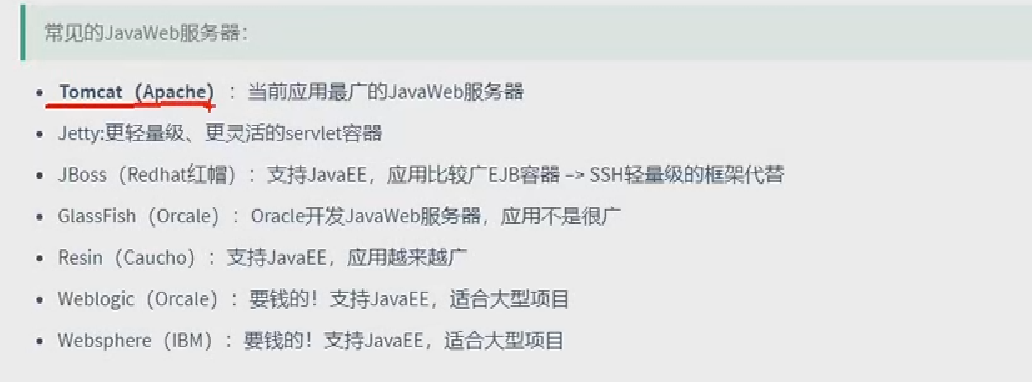 常见的JavaWeb服务器：
Tomcat（Apache）：当前应用最广的JavaWeb服务器
Jetty:更轻量级、更灵活的servlet容器
JBoss（Redhat红帽）：支持JavaEE，应用比较广EJB容器 –> SSH轻量级的框架代替
GlassFish（Orcale）：Oracle开发JavaWeb服务器，应用不是很广
Resin（Caucho）：支持JavaEE，应用越来越广
Weblogic（Orcale）：要钱的！支持JavaEE，适合大型项目
Websphere（IBM）：要钱的！支持JavaEE，适合大型项目